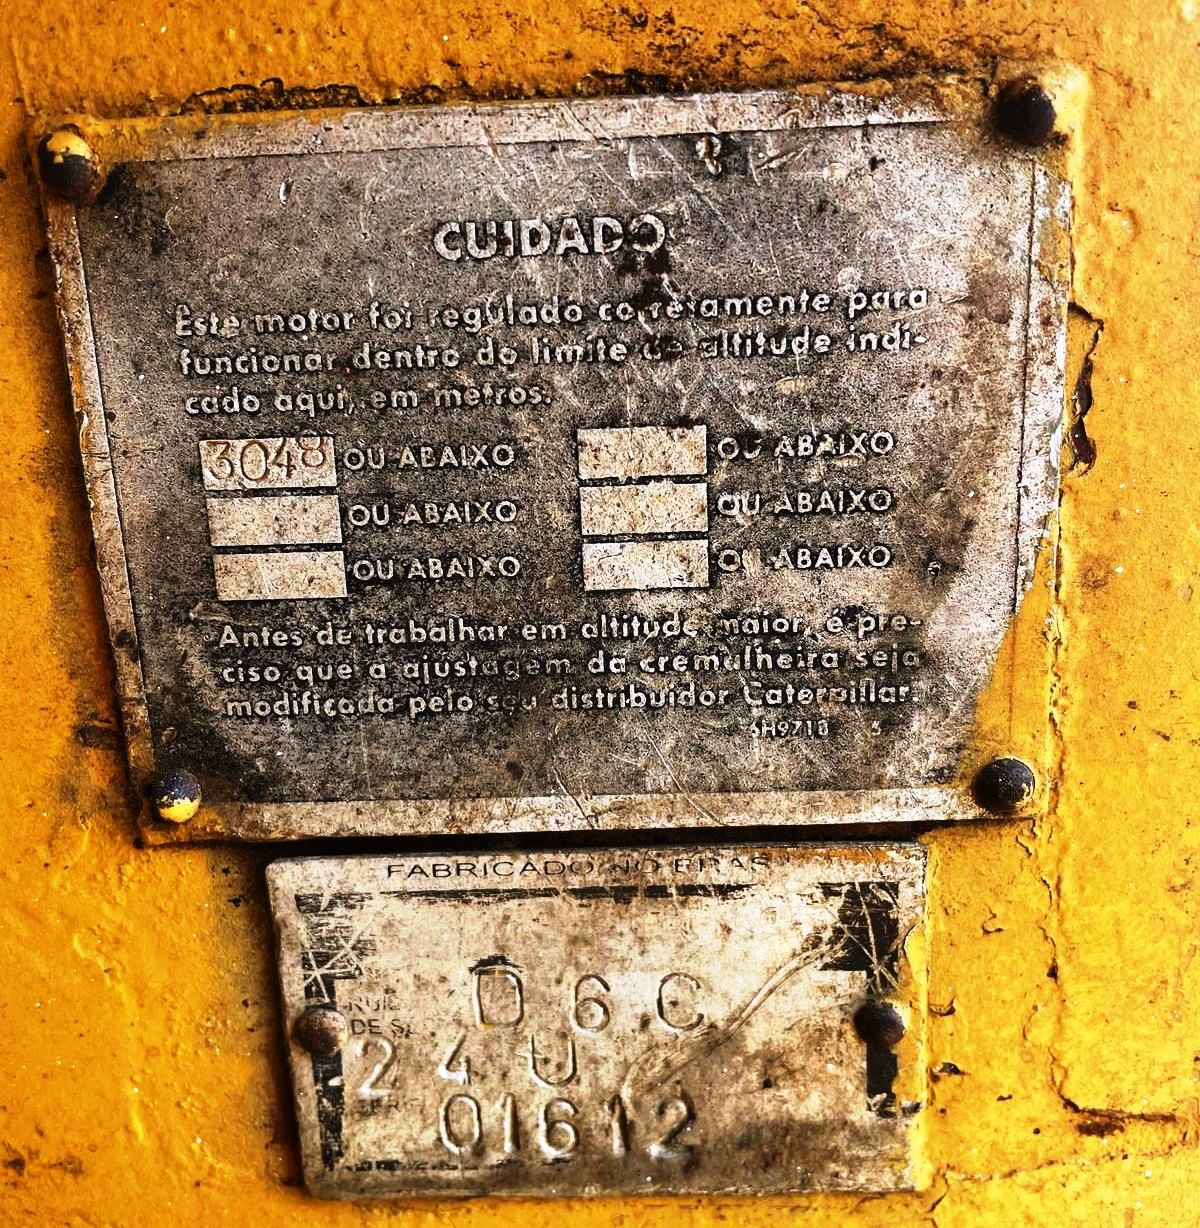 CUIDADO
Este motor foi regulado corretamente para
funcionar dentro do limite de altitude indi-
cado aqui, em metros.
3048 OU ABAIXO OU ABAIXO
OU ABAIXO OU ABAIXO
OU ABAIXO OU ABAIXO
Antes de trabalhar em altitude maior, é pre-
ciso que a ajustagem da cremalheira seja
modificada pelo seu distribuidor Caterpillar.
FABRICADO NO BRASIL
D6C
DE
24U
01612